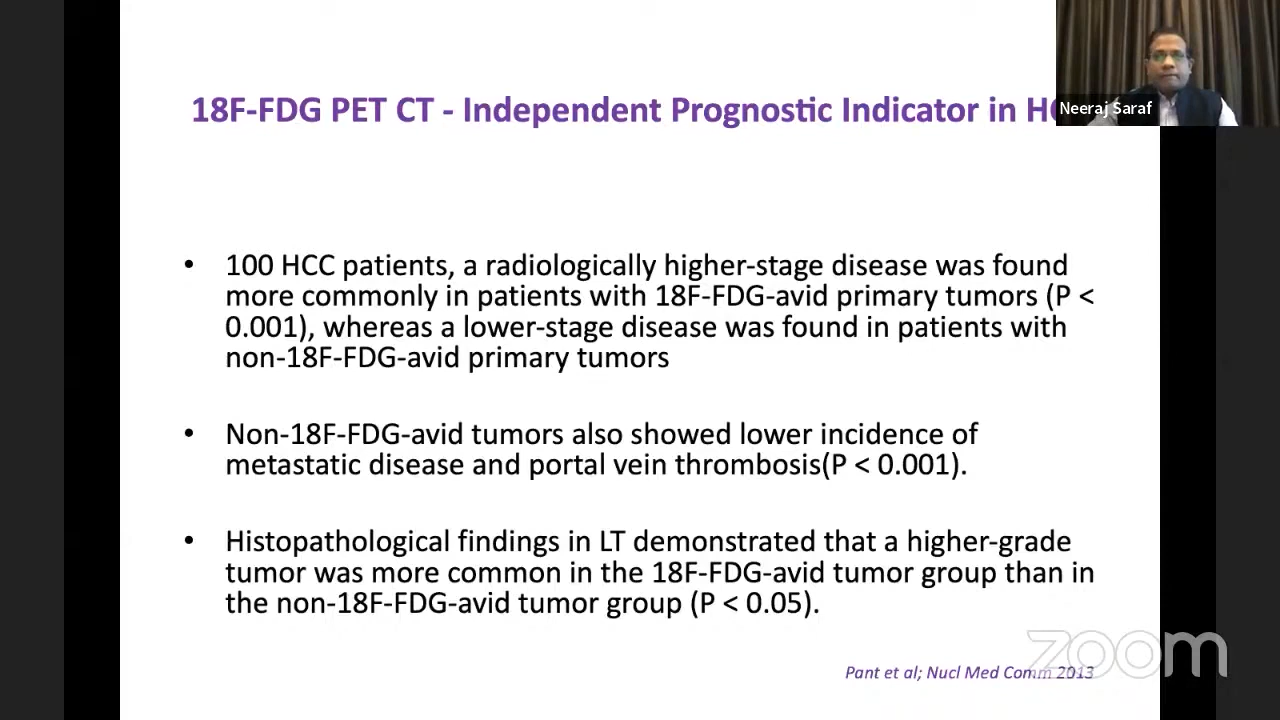 18F-FDG PET CT - Independent Prognostic Indicator in
Neeraj Saraf
• 100 HCC patients, a radiologically higher-stage disease was found
more commonly in patients with 18F-FDG-avid primary tumors (P <
0.001), whereas a lower-stage disease was found in patients with
non-18F-FDG-avid primary tumors
• Non-18F-FDG-avid tumors also showed lower incidence of
metastatic disease and portal vein thrombosis(P < 0.001).
• Histopathological findings in LT demonstrated that a higher-grade
tumor was more common in the 18F-FDG-avid tumor group than in
the non-18F-FDG-avid tumor group (P < 0.05).
zoom
Pant et al; Nucl Med Comm 2013